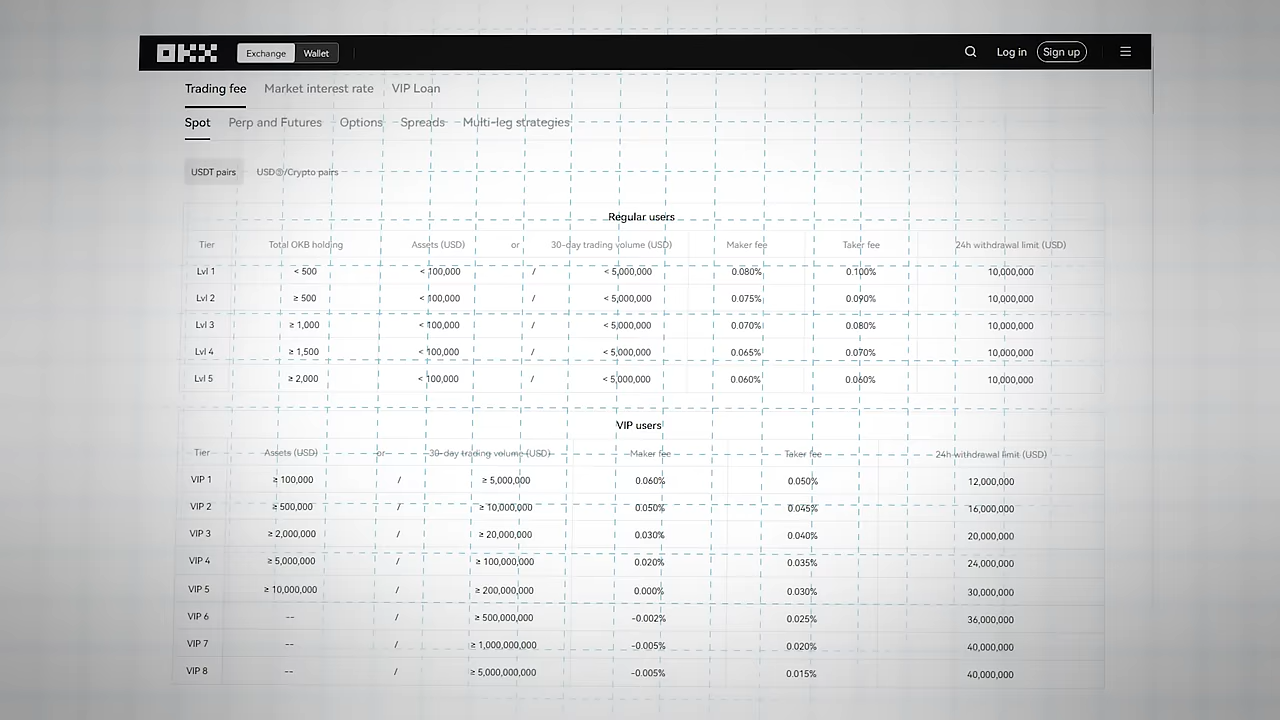 OKX Exchange Wallet Log in Sign up
Trading fee Market interest rate VIP Loan
Spot Perp and Futures Options Spreads Multi-leg strategies
USDT pairs USDⓈ/Crypto pairs
Regular users
Tier Total OKB holding Assets (USD) or 30-day trading volume (USD) Maker fee Taker fee 24h withdrawal limit (USD)
Lvl 1 < 500 < 100,000 / < 5,000,000 0.080% 0.100% 10,000,000
Lvl 2 ≥ 500 < 100,000 / < 5,000,000 0.075% 0.090% 10,000,000
Lvl 3 ≥ 1,000 < 100,000 / < 5,000,000 0.070% 0.080% 10,000,000
Lvl 4 ≥ 1,500 < 100,000 / < 5,000,000 0.065% 0.070% 10,000,000
Lvl 5 ≥ 2,000 < 100,000 / < 5,000,000 0.060% 0.060% 10,000,000
VIP users
Tier Assets (USD) or 30-day trading volume (USD) Maker fee Taker fee 24h withdrawal limit (USD)
VIP 1 ≥ 100,000 / ≥ 5,000,000 0.060% 0.050% 12,000,000
VIP 2 ≥ 500,000 / ≥ 10,000,000 0.050% 0.045% 16,000,000
VIP 3 ≥ 2,000,000 / ≥ 20,000,000 0.030% 0.040% 20,000,000
VIP 4 ≥ 5,000,000 / ≥ 100,000,000 0.020% 0.035% 24,000,000
VIP 5 ≥ 10,000,000 / ≥ 200,000,000 0.000% 0.030% 30,000,000
VIP 6 -- / ≥ 500,000,000 -0.002% 0.025% 36,000,000
VIP 7 -- / ≥ 1,000,000,000 -0.005% 0.020% 40,000,000
VIP 8 -- / ≥ 5,000,000,000 -0.005% 0.015% 40,000,000